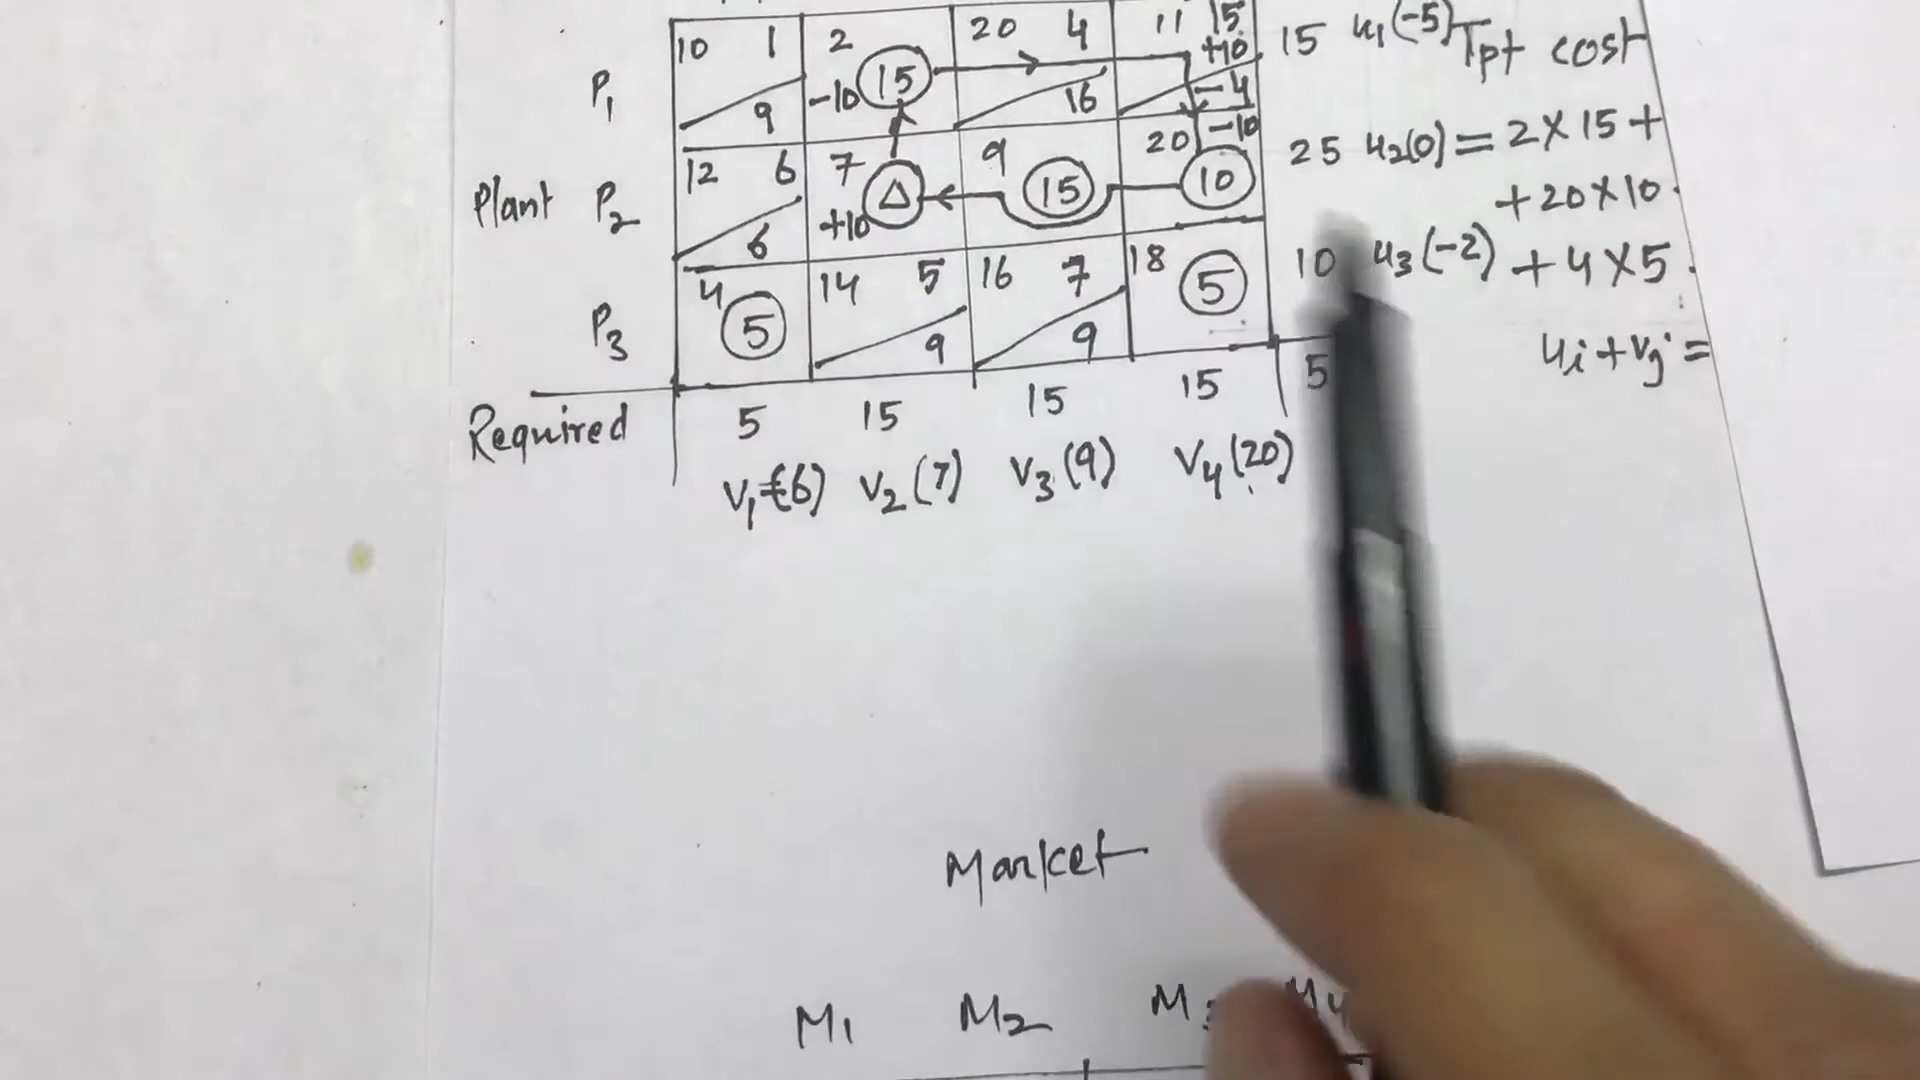 10 1 2 20 4 11 15
P1 9 -10 15 16 +10 -4 15 u1(-5) Tpt cost
12 6 7 9 20 -10 25 u2(0) = 2×15 +
Plant P2 6 +10 Δ 15 10 +20×10
4 14 5 16 7 18 10 u3(-2) + 4×5
P3 5 9 9 5 ui+vj =
Required 5 15 15 15 5
v1(-6) v2(7) v3(9) v4(20)
Market
M1 M2 M3 M4